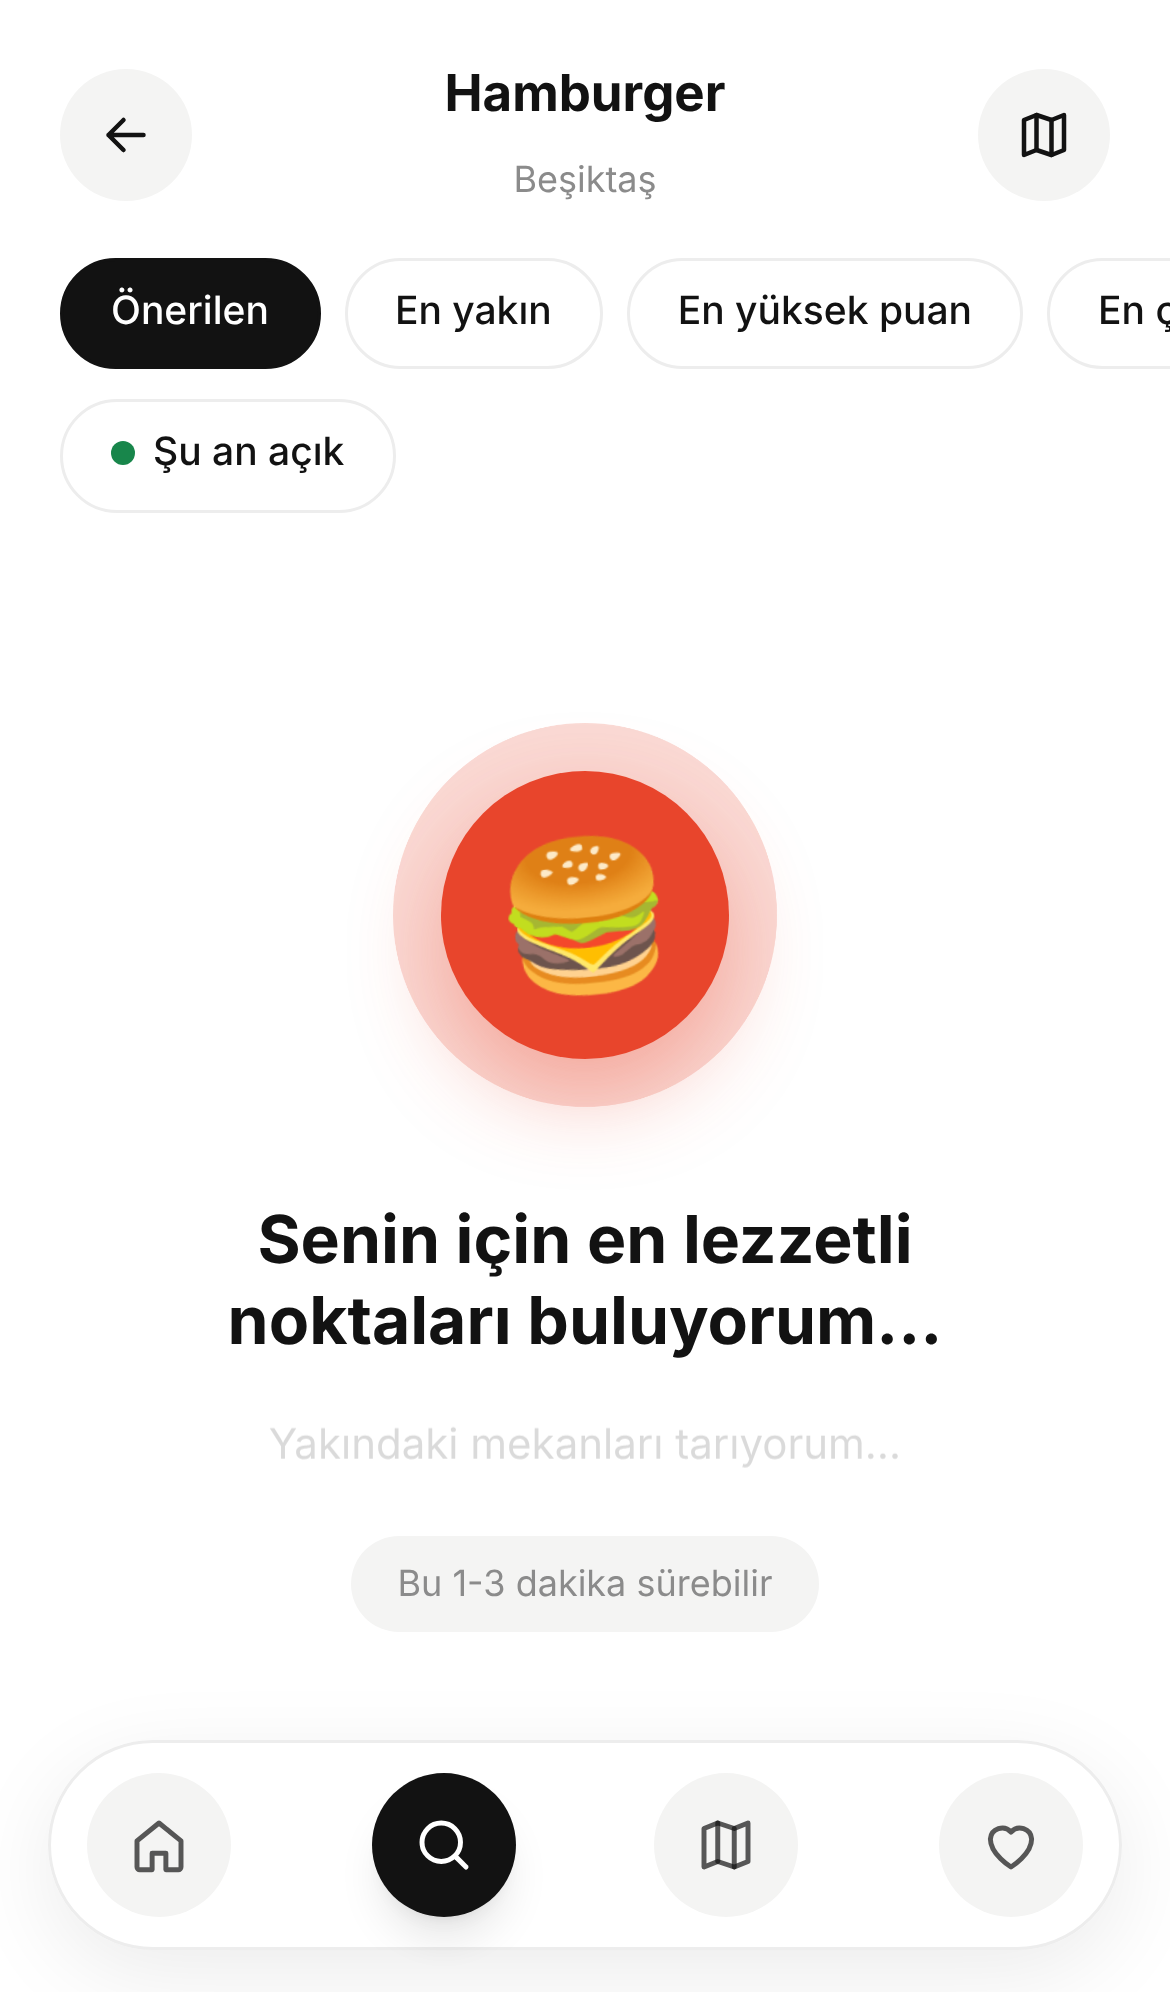 Hamburger
Beşiktaş
Önerilen
En yakın
En yüksek puan
En ç
Şu an açık
Senin için en lezzetli
noktaları buluyorum...
Yakındaki mekanları tarıyorum...
Bu 1-3 dakika sürebilir